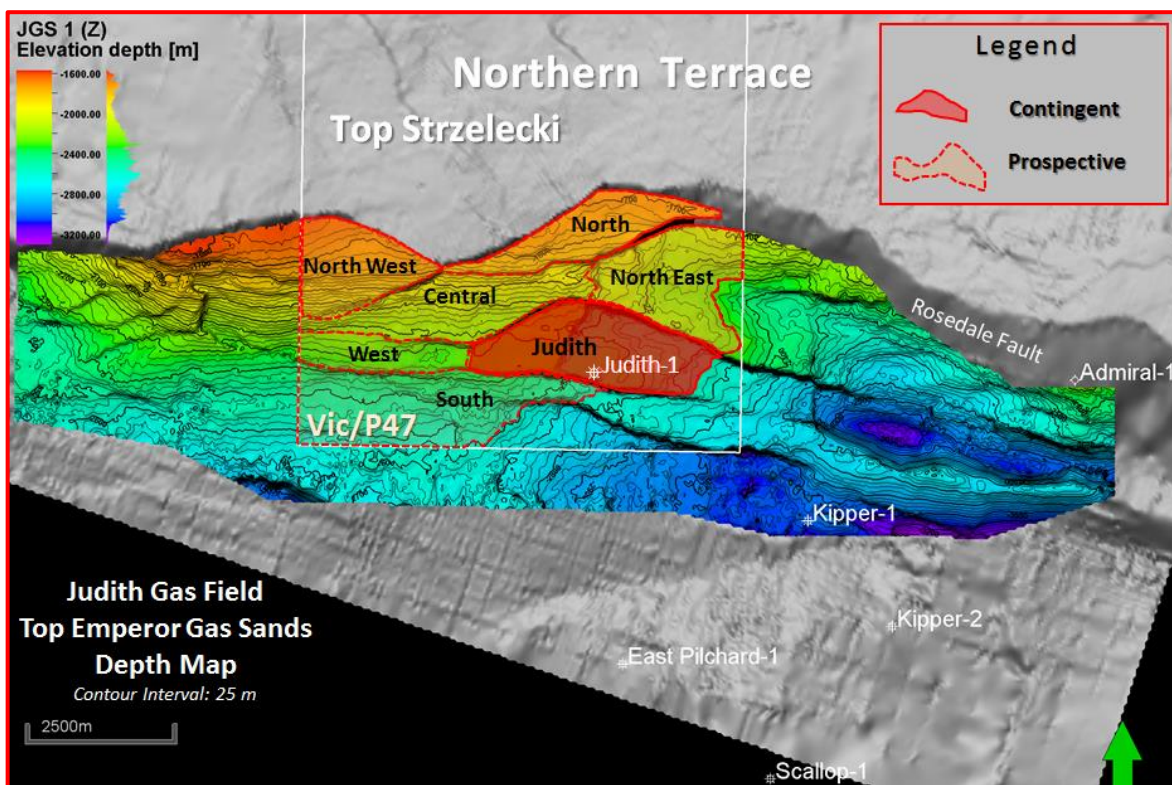 JGS 1 (Z)
Elevation depth [m]
-1600.00
-2000.00
-2400.00
-2800.00
-3200.00
Northern Terrace
Top Strzelecki
Legend
Contingent
Prospective
North
North West
North East
Central
West
Judith
Judith-1
South
Vic/P47
Rosedale Fault
Admiral-1
Kipper-1
Kipper-2
East Pilchard-1
Scallop-1
Judith Gas Field
Top Emperor Gas Sands
Depth Map
Contour Interval: 25 m
2500m